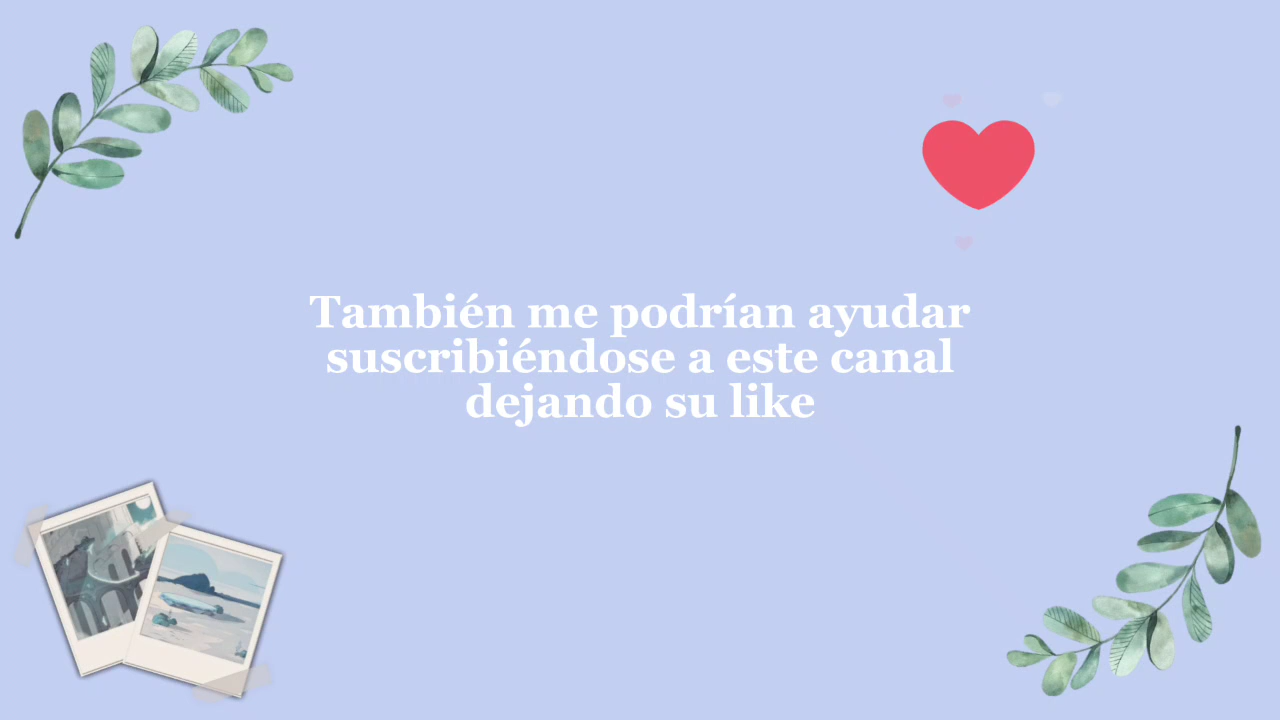 También me podrían ayudar
suscribiéndose a este canal
dejando su like